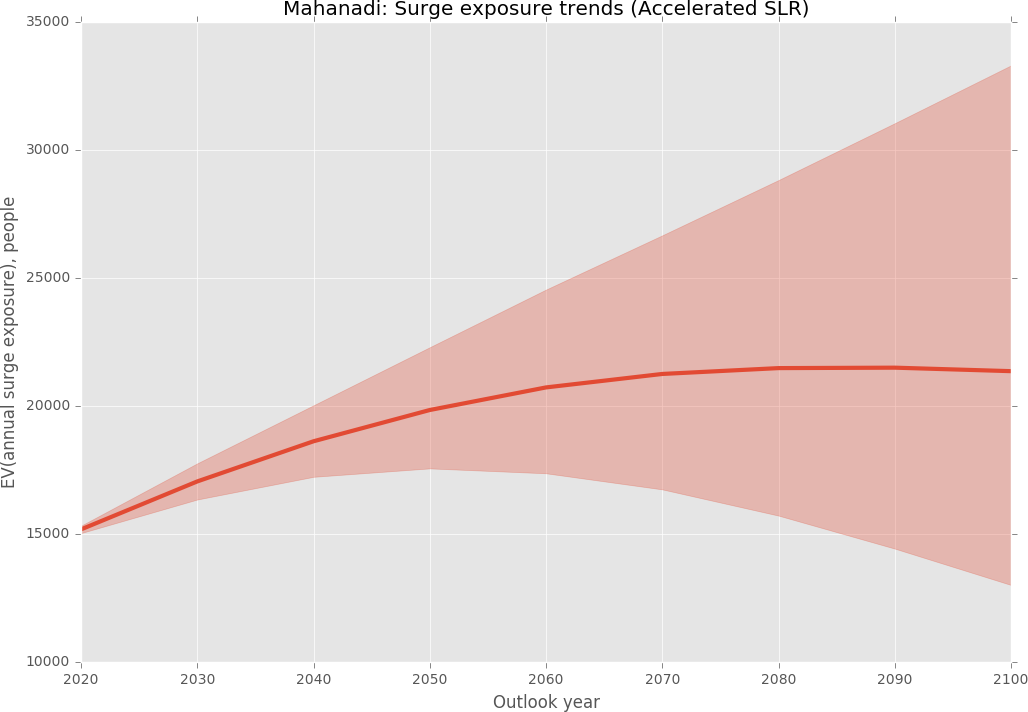 Mahanadi: Surge exposure trends (Accelerated SLR)
EV(annual surge exposure), people
35000
30000
25000
20000
15000
10000
2020 2030 2040 2050 2060 2070 2080 2090 2100
Outlook year